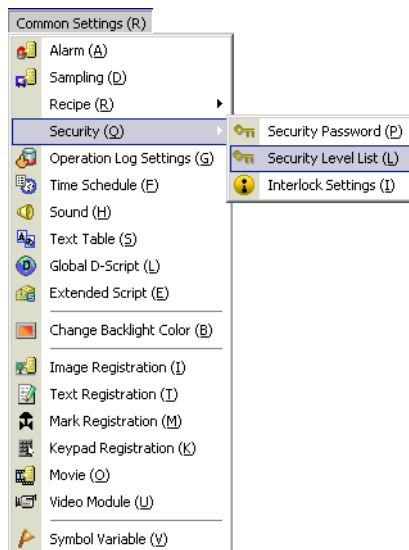 Common Settings (R)
Alarm (A)
Sampling (D)
Recipe (R)
Security (Q)
Security Password (P)
Operation Log Settings (G)
Security Level List (L)
Time Schedule (F)
Interlock Settings (I)
Sound (H)
Text Table (S)
Global D-Script (L)
Extended Script (E)
Change Backlight Color (B)
Image Registration (I)
Text Registration (T)
Mark Registration (M)
Keypad Registration (K)
Movie (O)
Video Module (U)
Symbol Variable (V)